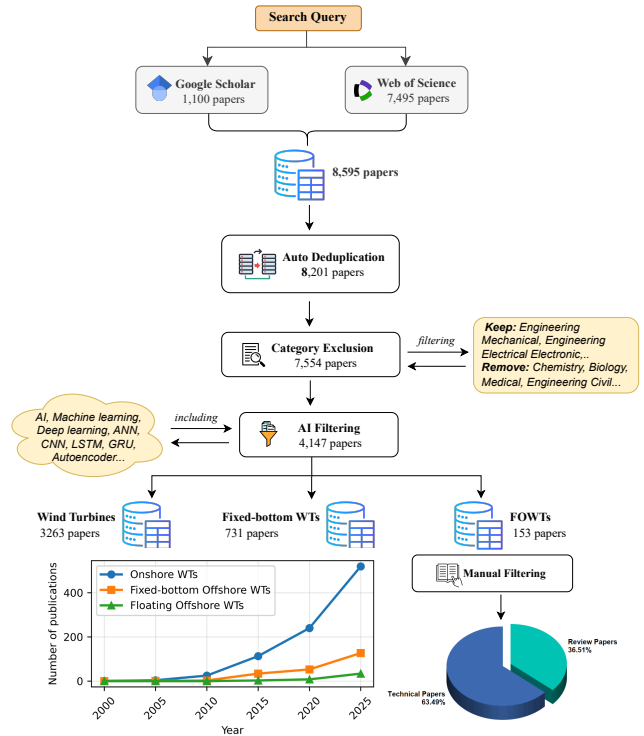 Search Query
Google Scholar
1,100 papers
Web of Science
7,495 papers
8,595 papers
Auto Deduplication
8,201 papers
Category Exclusion
7,554 papers
filtering
Keep: Engineering
Mechanical, Engineering
Electrical Electronic,..
Remove: Chemistry, Biology,
Medical, Engineering Civil...
AI, Machine learning,
Deep learning, ANN,
CNN, LSTM, GRU,
Autoencoder...
including
AI Filtering
4,147 papers
Wind Turbines
3263 papers
Fixed-bottom WTs
731 papers
FOWTs
153 papers
Manual Filtering
Onshore WTs
Fixed-bottom Offshore WTs
Floating Offshore WTs
Number of publications
400
200
0
2000
2005
2010
2015
2020
2025
Year
Review Papers
36.51%
Technical Papers
63.49%